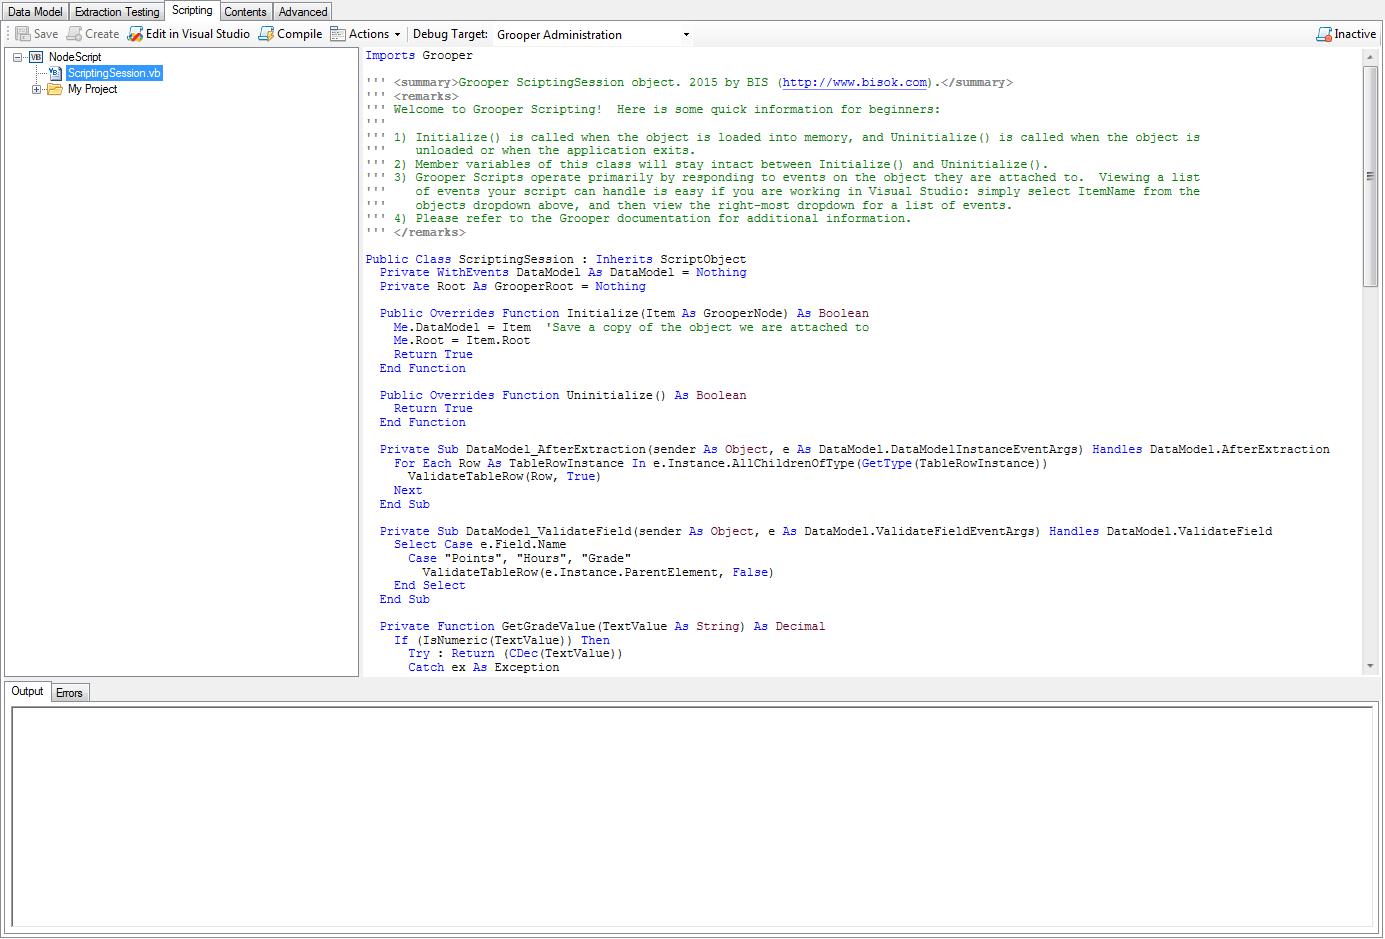 Data Model Extraction Testing Scripting Contents Advanced
Save Create Edit in Visual Studio Compile Actions Debug Target: Grooper Administration Inactive
NodeScript
ScriptingSession.vb
My Project
Imports Grooper
''' <summary>Grooper SciptingSession object. 2015 by BIS (http://www.bisok.com).</summary>
''' <remarks>
''' Welcome to Grooper Scripting!  Here is some quick information for beginners:
'''
''' 1) Initialize() is called when the object is loaded into memory, and Uninitialize() is called when the object is
'''    unloaded or when the application exits.
''' 2) Member variables of this class will stay intact between Initialize() and Uninitialize().
''' 3) Grooper Scripts operate primarily by responding to events on the object they are attached to.  Viewing a list
'''    of events your script can handle is easy if you are working in Visual Studio: simply select ItemName from the
'''    objects dropdown above, and then view the right-most dropdown for a list of events.
''' 4) Please refer to the Grooper documentation for additional information.
''' </remarks>
Public Class ScriptingSession : Inherits ScriptObject
  Private WithEvents DataModel As DataModel = Nothing
  Private Root As GrooperRoot = Nothing
  Public Overrides Function Initialize(Item As GrooperNode) As Boolean
    Me.DataModel = Item  'Save a copy of the object we are attached to
    Me.Root = Item.Root
    Return True
  End Function
  Public Overrides Function Uninitialize() As Boolean
    Return True
  End Function
  Private Sub DataModel_AfterExtraction(sender As Object, e As DataModel.DataModelInstanceEventArgs) Handles DataModel.AfterExtraction
    For Each Row As TableRowInstance In e.Instance.AllChildrenOfType(GetType(TableRowInstance))
      ValidateTableRow(Row, True)
    Next
  End Sub
  Private Sub DataModel_ValidateField(sender As Object, e As DataModel.ValidateFieldEventArgs) Handles DataModel.ValidateField
    Select Case e.Field.Name
      Case "Points", "Hours", "Grade"
        ValidateTableRow(e.Instance.ParentElement, False)
    End Select
  End Sub
  Private Function GetGradeValue(TextValue As String) As Decimal
    If (IsNumeric(TextValue)) Then
      Try : Return (CDec(TextValue))
      Catch ex As Exception
Output Errors